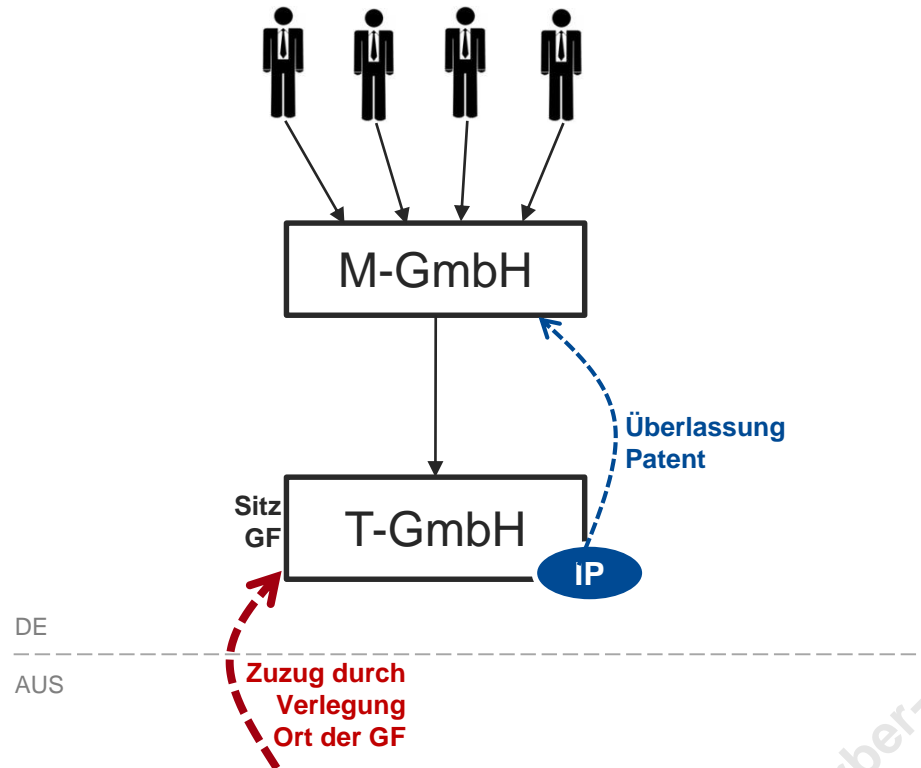 M-GmbH
Überlassung
Patent
Sitz
GF
T-GmbH
IP
DE
AUS
Zuzug durch
Verlegung
Ort der GF